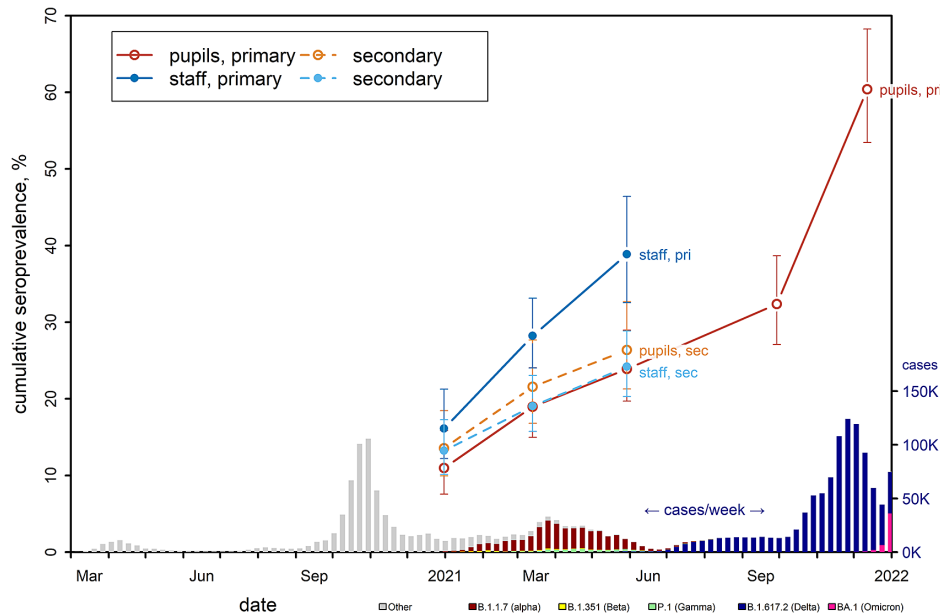 70
60
50
40
30
20
10
0
cumulative seroprevalence, %
pupils, primary
secondary
staff, primary
secondary
pupils, pri
staff, pri
pupils, sec
staff, sec
cases
150K
100K
50K
0K
← cases/week →
Mar
Jun
Sep
2021
Mar
Jun
Sep
2022
date
Other
B.1.1.7 (alpha)
B.1.351 (Beta)
P.1 (Gamma)
B.1.617.2 (Delta)
BA.1 (Omicron)